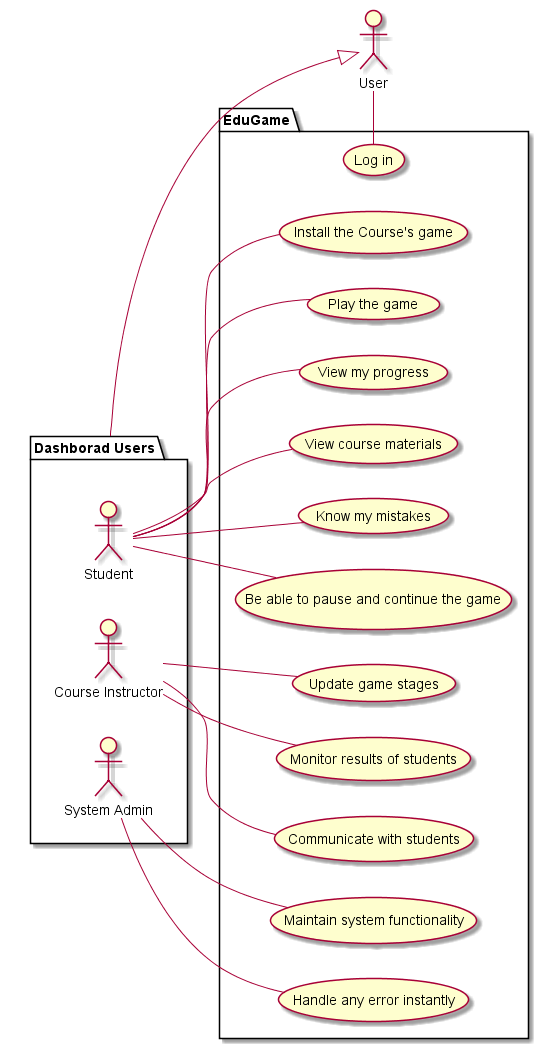 User
EduGame
Log in
Install the Course's game
Play the game
View my progress
Dashborad Users
View course materials
Know my mistakes
Student
Be able to pause and continue the game
Course Instructor
Update game stages
Monitor results of students
System Admin
Communicate with students
Maintain system functionality
Handle any error instantly